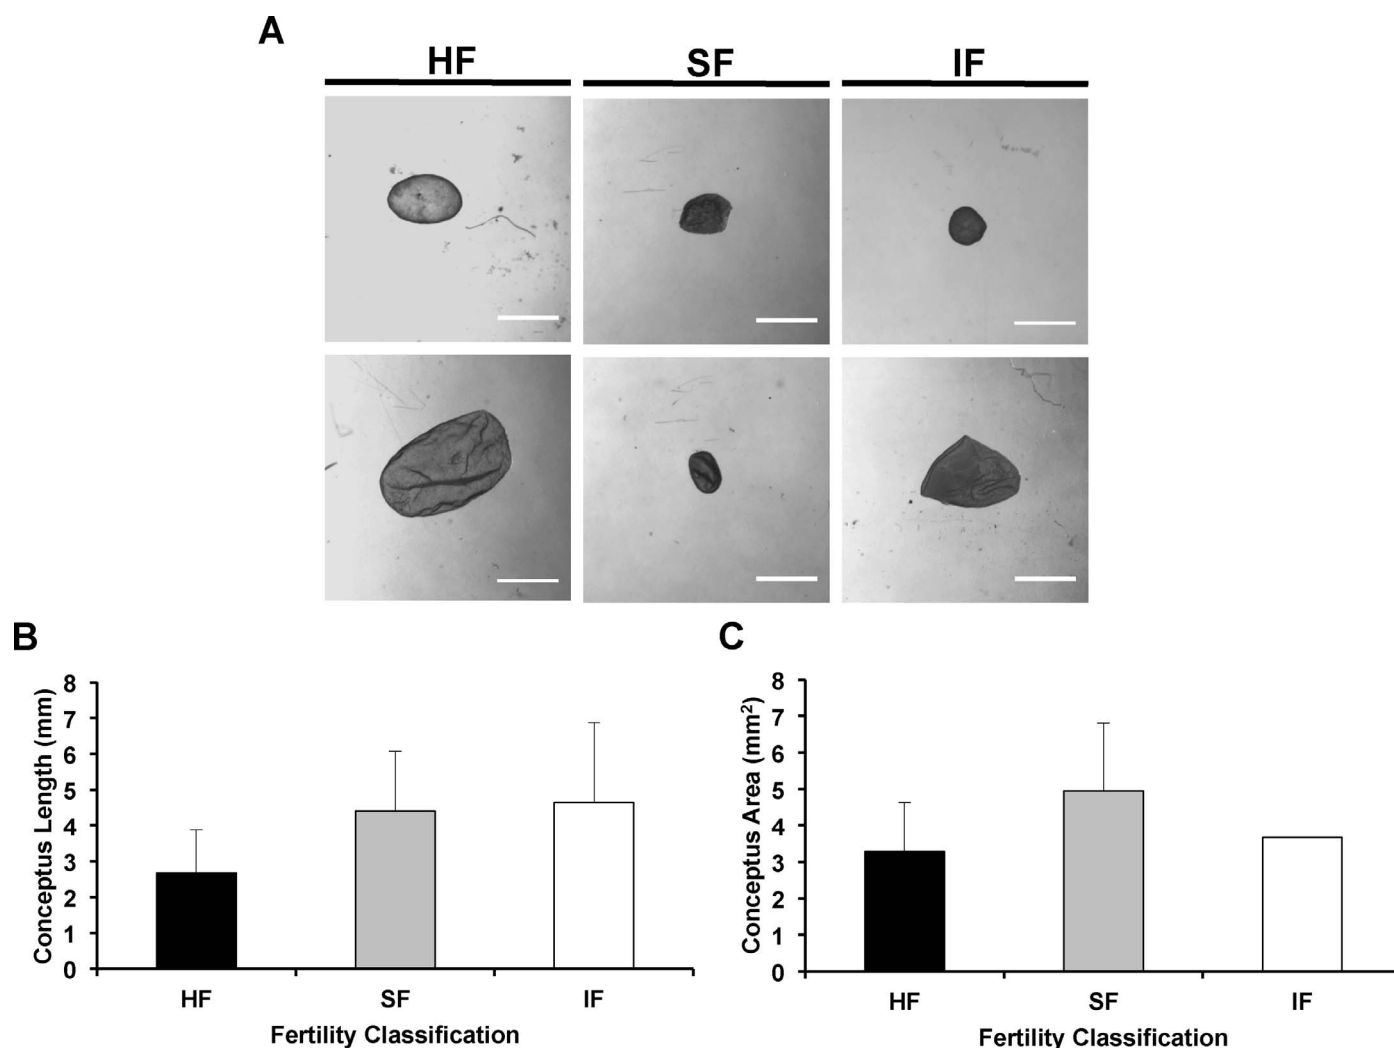 A
HF SF IF
B
Conceptus Length (mm)
8
7
6
5
4
3
2
1
0
HF SF IF
Fertility Classification
C
Conceptus Area (mm²)
8
7
6
5
4
3
2
1
0
HF SF IF
Fertility Classification